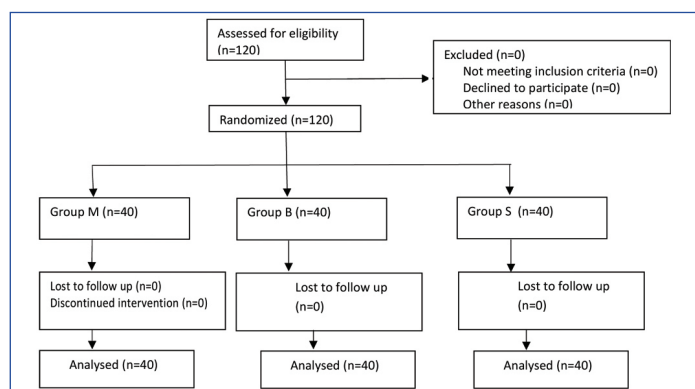 Assessed for eligibility
(n=120)
Excluded (n=0)
Not meeting inclusion criteria (n=0)
Declined to participate (n=0)
Other reasons (n=0)
Randomized (n=120)
Group M (n=40)
Group B (n=40)
Group S (n=40)
Lost to follow up (n=0)
Discontinued intervention (n=0)
Lost to follow up
(n=0)
Lost to follow up
(n=0)
Analysed (n=40)
Analysed (n=40)
Analysed (n=40)